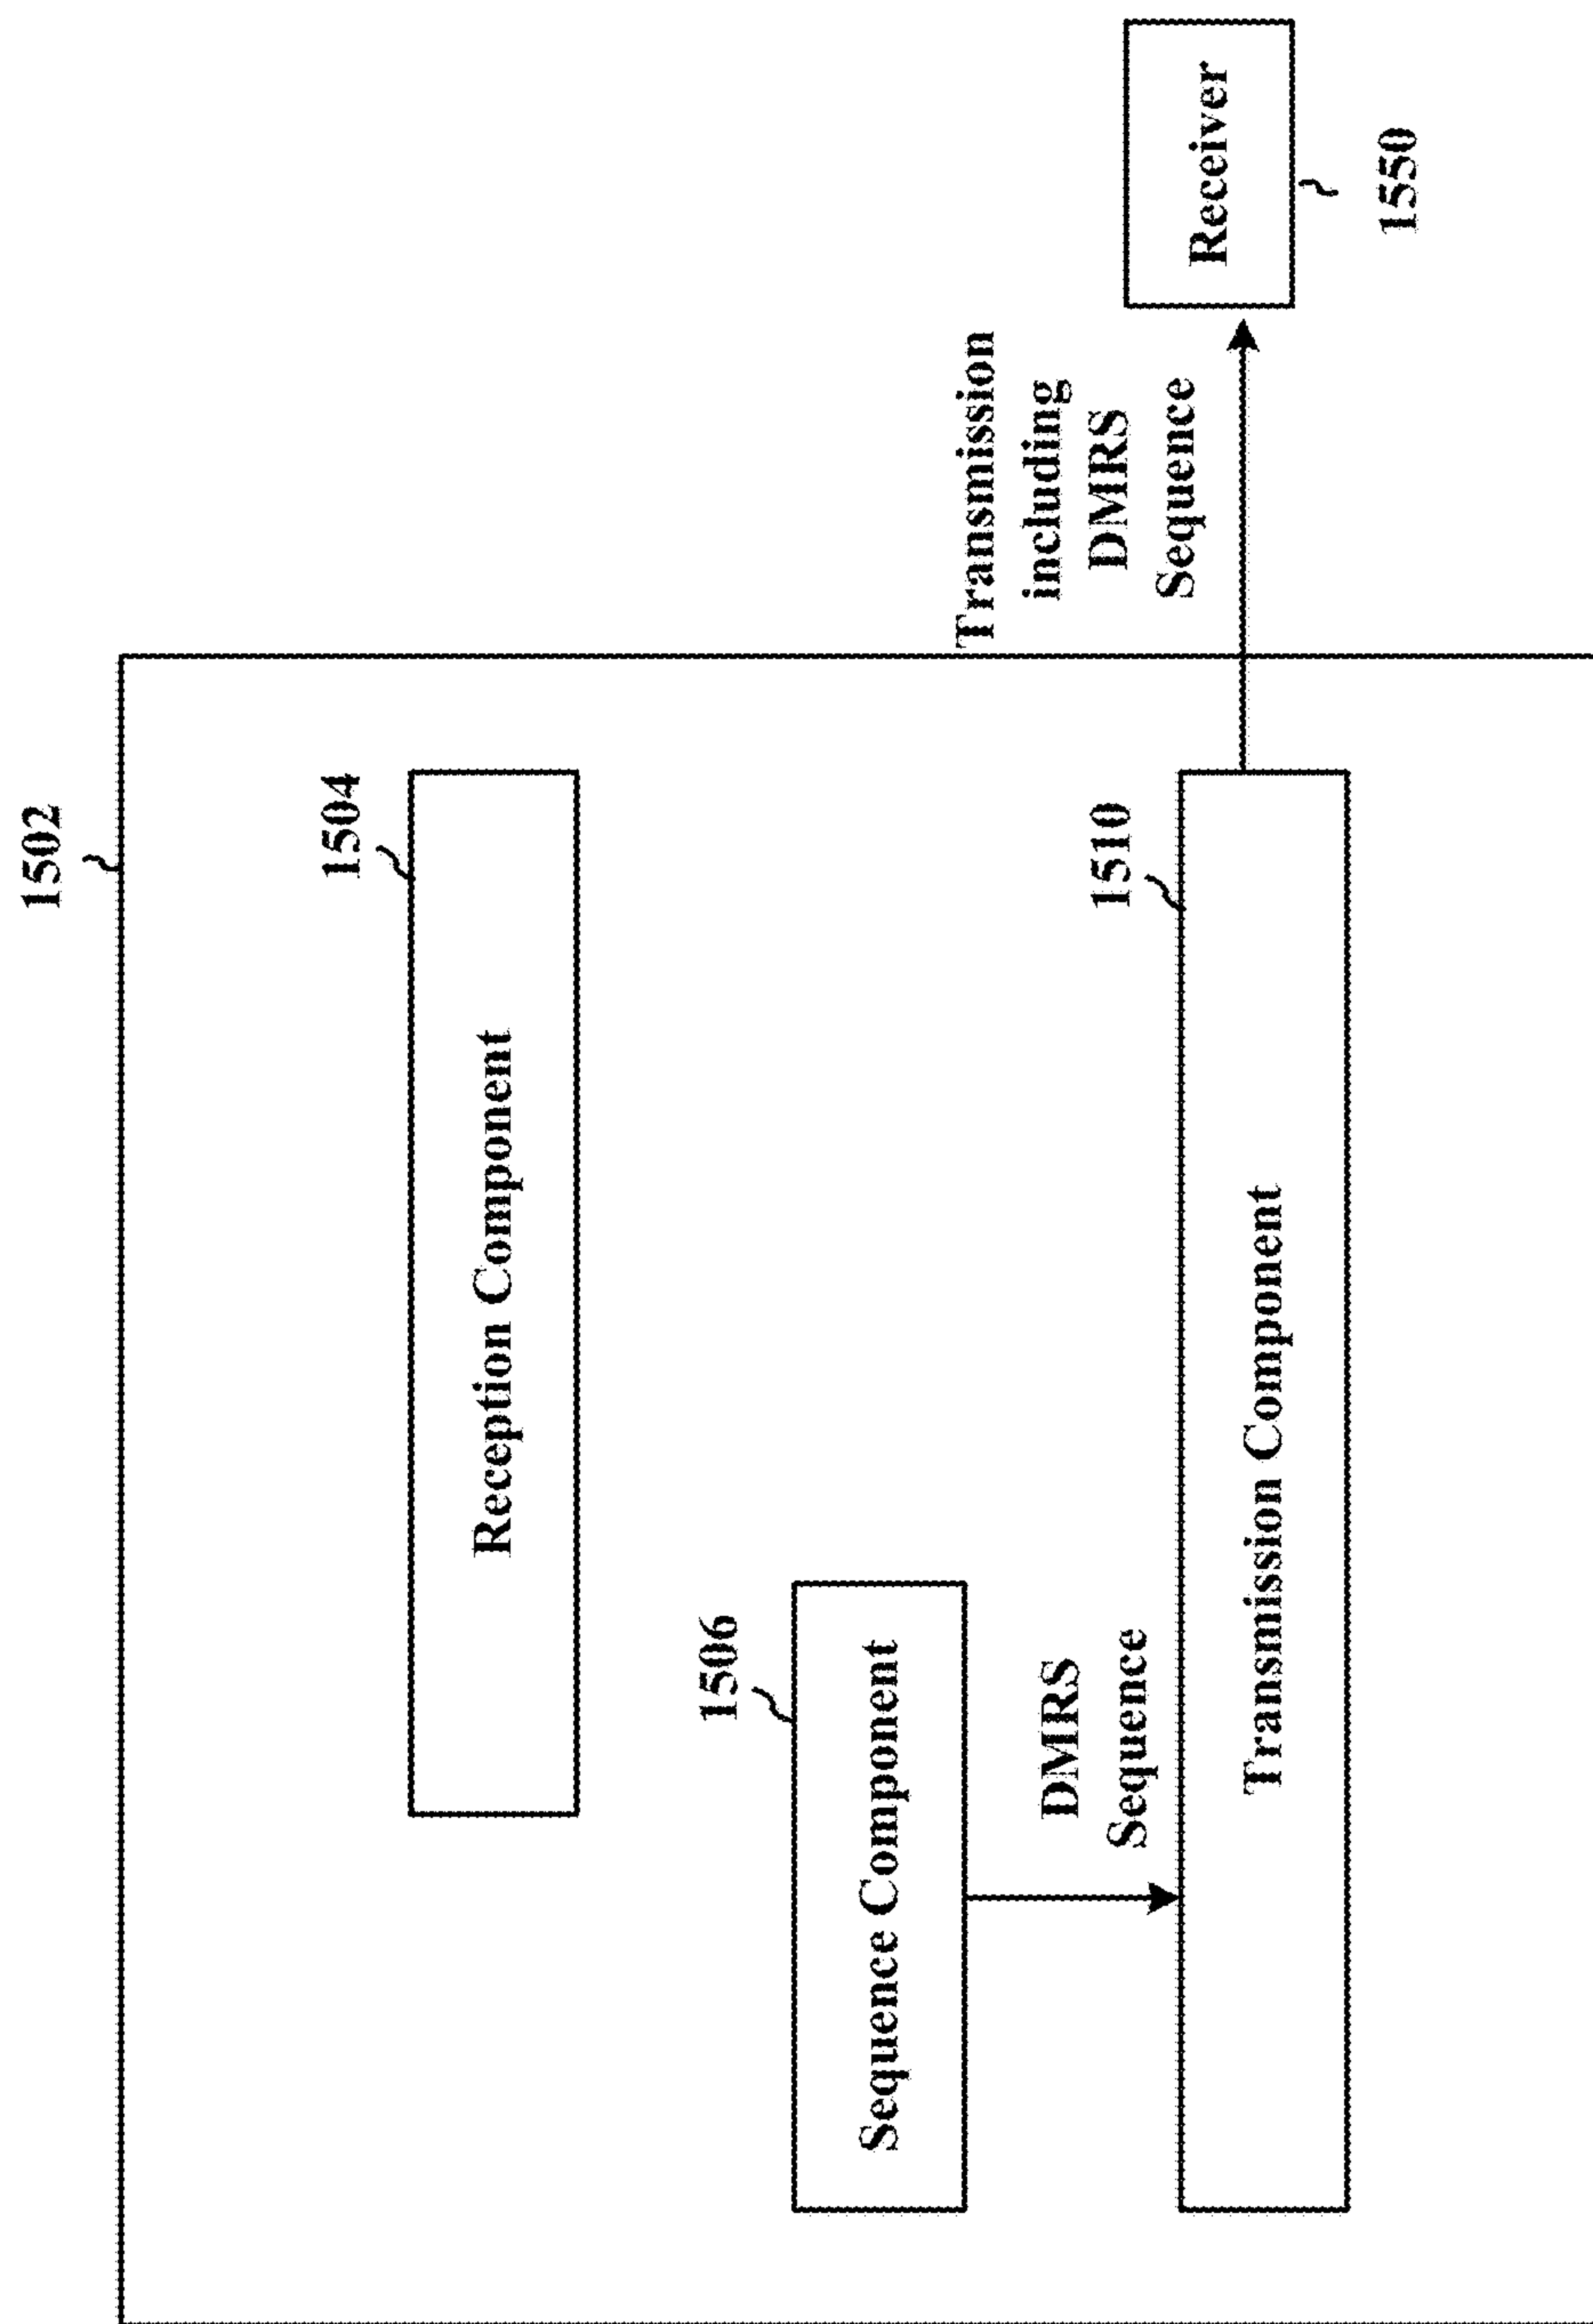 1502
1504
Reception Component
1506
Sequence Component
DMRS
Sequence
1510
Transmission Component
Transmission
including
DMRS
Sequence
Receiver
1550